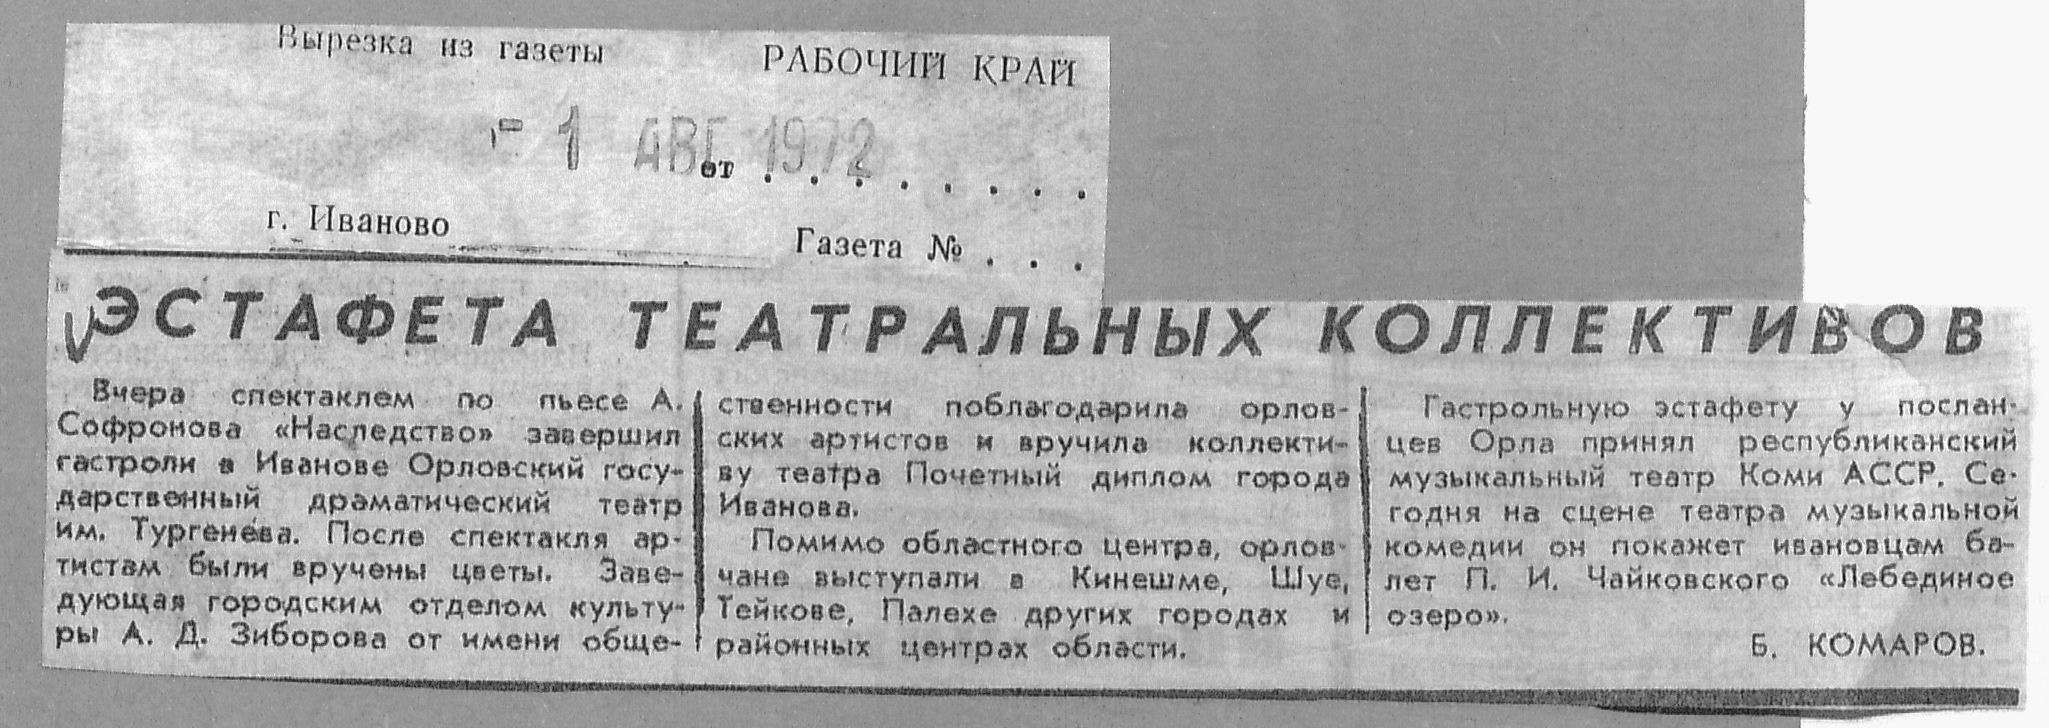 Вырезка из газеты РАБОЧИЙ КРАЙ
- 1 АВГ 1972
от . . . . . . . .
г. Иваново
Газета № . . .
ЭСТАФЕТА ТЕАТРАЛЬНЫХ КОЛЛЕКТИВОВ
Вчера спектаклем по пьесе А.
Софронова «Наследство» завершил
гастроли в Иванове Орловский госу-
дарственный драматический театр
им. Тургенева. После спектакля ар-
тистам были вручены цветы. Заве-
дующая городским отделом культу-
ры А. Д. Зиборова от имени обще-
ственности поблагодарила орлов-
ских артистов и вручила коллекти-
ву театра Почетный диплом города
Иванова.
Помимо областного центра, орлов-
чане выступали в Кинешме, Шуе,
Тейкове, Палехе других городах и
районных центрах области.
Гастрольную эстафету у послан-
цев Орла принял республиканский
музыкальный театр Коми АССР. Се-
годня на сцене театра музыкальной
комедии он покажет ивановцам ба-
лет П. И. Чайковского «Лебединое
озеро».
Б. КОМАРОВ.